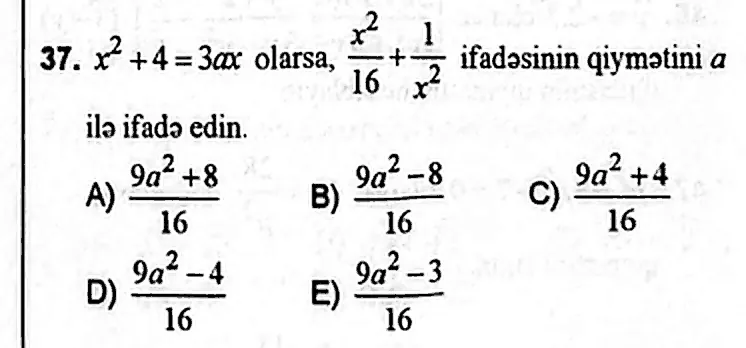 37. x² + 4 = 3ax olarsa, x²/16 + 1/x² ifadəsinin qiymətini a
ilə ifadə edin.
A) (9a² + 8)/16 B) (9a² − 8)/16 C) (9a² + 4)/16
D) (9a² − 4)/16 E) (9a² − 3)/16